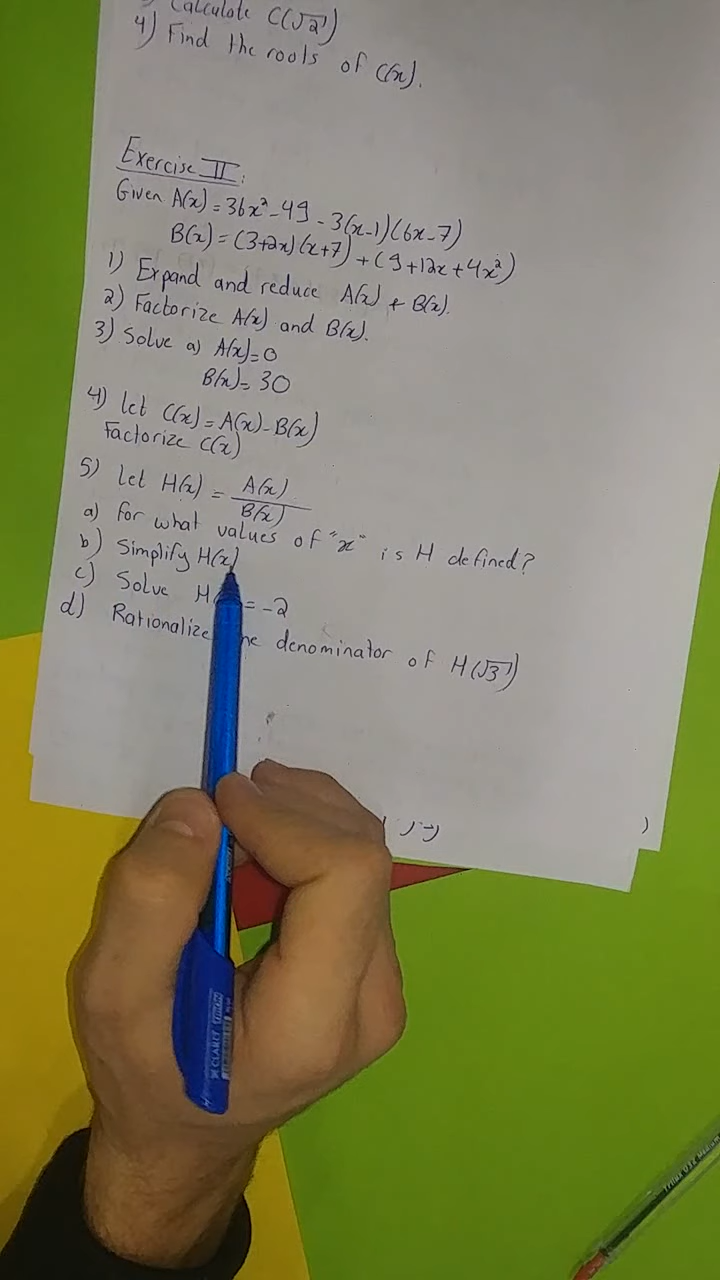 Calculate C(√2)
4) Find the roots of C(x).
Exercise II:
Given A(x) = 36x² - 49 - 3(x-1)(6x-7)
B(x) = (3+2x)(x+7) + (9+12x+4x²)
1) Expand and reduce A(x) + B(x).
2) Factorize A(x) and B(x).
3) Solve a) A(x)=0
B(x)= 30
4) let C(x) = A(x) - B(x)
Factorize C(x)
5) let H(x) = A(x)
B(x)
a) for what values of "x" is H defined?
b) Simplify H(x)
c) Solve H = -2
d) Rationalize denominator of H(√3)
CLARET